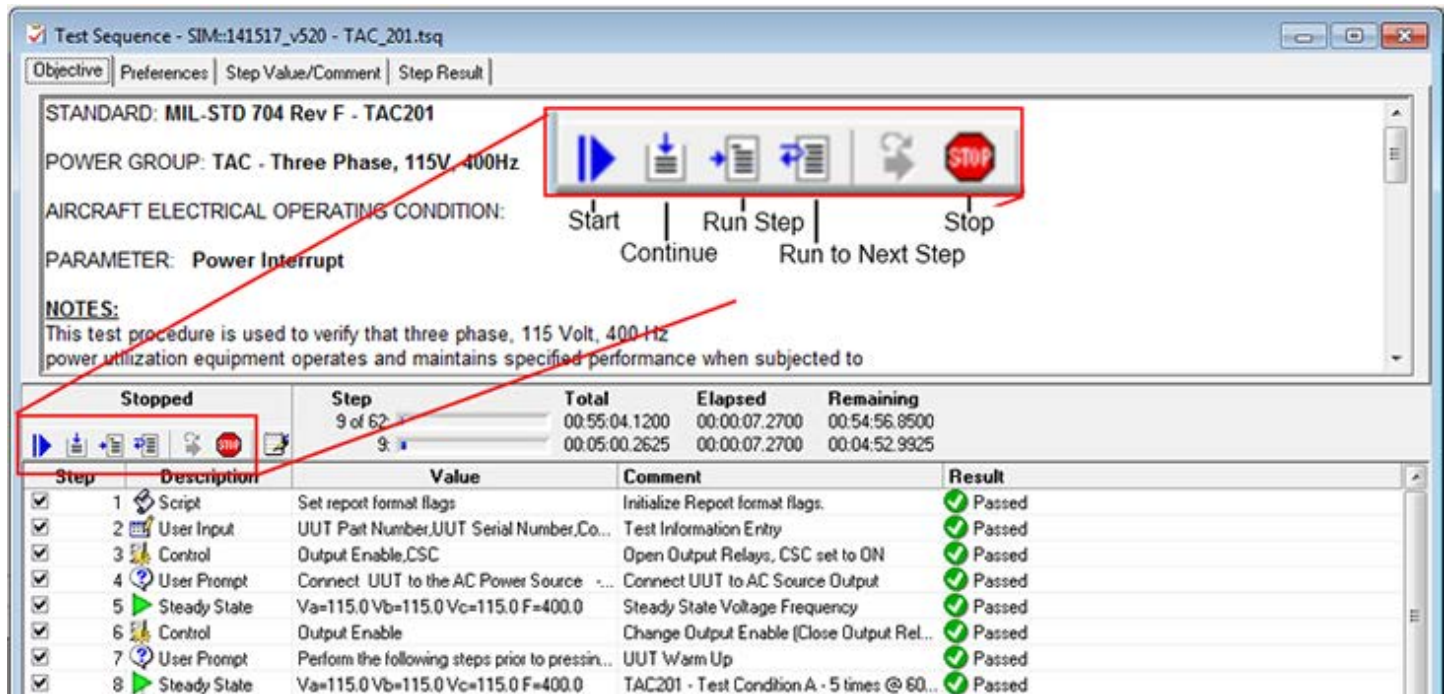 Test Sequence - SIM::141517_v520 - TAC_201.tsq
Objective Preferences Step Value/Comment Step Result
STANDARD: MIL-STD 704 Rev F - TAC201
POWER GROUP: TAC - Three Phase, 115V, 400Hz
STOP
AIRCRAFT ELECTRICAL OPERATING CONDITION:
Start Run Step Stop
Continue Run to Next Step
PARAMETER: Power Interrupt
NOTES:
This test procedure is used to verify that three phase, 115 Volt, 400 Hz
power utilization equipment operates and maintains specified performance when subjected to
Stopped Step Total Elapsed Remaining
9 of 62: 00:55:04.1200 00:00:07.2700 00:54:56.8500
STOP 9: 00:05:00.2625 00:00:07.2700 00:04:52.9925
Step Description Value Comment Result
1 Script Set report format flags Initialize Report format flags. Passed
2 User Input UUT Part Number,UUT Serial Number,Co... Test Information Entry Passed
3 Control Output Enable,CSC Open Output Relays, CSC set to ON Passed
4 User Prompt Connect UUT to the AC Power Source -... Connect UUT to AC Source Output Passed
5 Steady State Va=115.0 Vb=115.0 Vc=115.0 F=400.0 Steady State Voltage Frequency Passed
6 Control Output Enable Change Output Enable (Close Output Rel... Passed
7 User Prompt Perform the following steps prior to pressin... UUT Warm Up Passed
8 Steady State Va=115.0 Vb=115.0 Vc=115.0 F=400.0 TAC201 - Test Condition A - 5 times @ 60... Passed